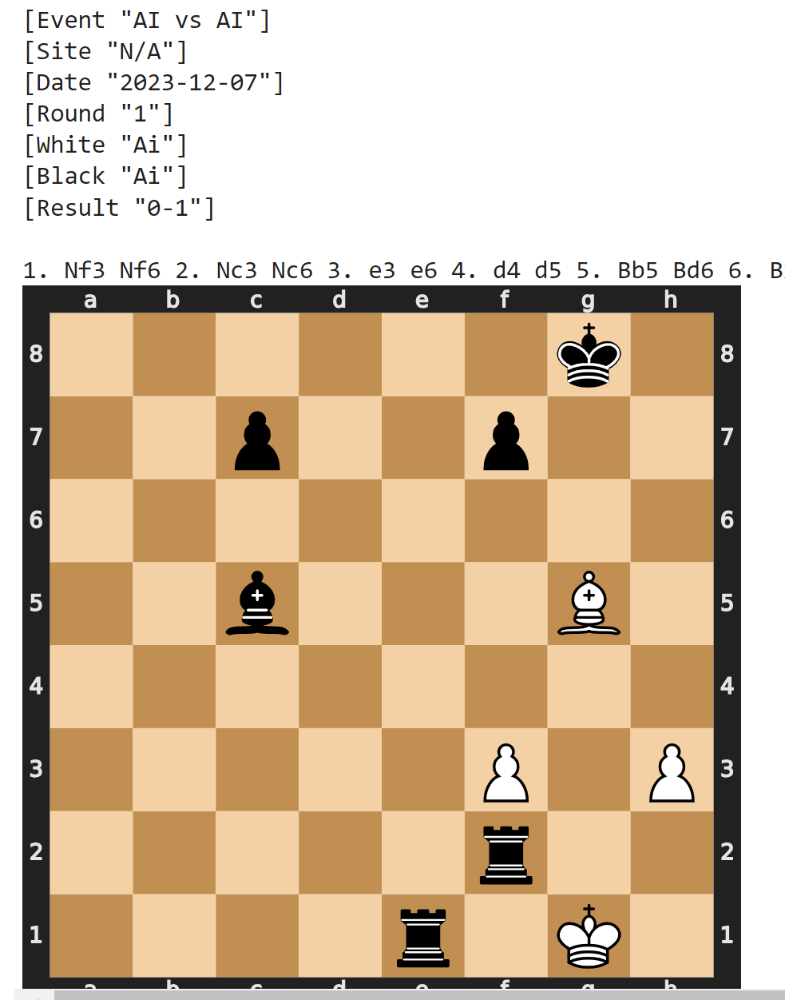 [Event "AI vs AI"]
[Site "N/A"]
[Date "2023-12-07"]
[Round "1"]
[White "Ai"]
[Black "Ai"]
[Result "0-1"]
1. Nf3 Nf6 2. Nc3 Nc6 3. e3 e6 4. d4 d5 5. Bb5 Bd6 6. B
a b c d e f g h
8 8
7 7
6 6
5 5
4 4
3 3
2 2
1 1
a b c d e f g h